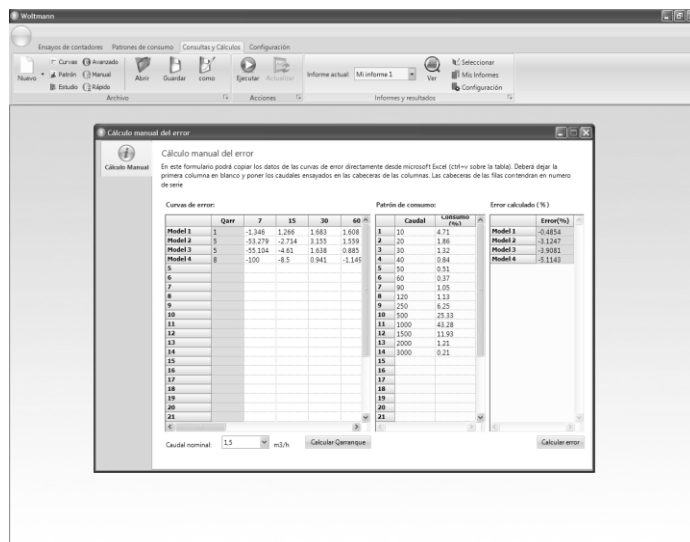 Woltmann
Ensayos de contadores Patrones de consumo Consultas y Cálculos Configuración
Nuevo
Curvas Avanzado
Patrón Manual
Estudio Rápido
Abrir Guardar como
Archivo
Ejecutar Actualizar
Acciones
Informe actual: Mi informe 1
Ver
Seleccionar
Mis Informes
Configuración
Informes y resultados
Cálculo manual del error
Cálculo Manual
Cálculo manual del error
En este formulario podrá copiar los datos de las curvas de error directamente desde microsoft Excel (ctrl+v sobre la tabla). Deberá dejar la
primera columna en blanco y poner los caudales ensayados en las cabeceras de las columnas. Las cabeceras de las filas contendran en numero
de serie
Curvas de error: Patrón de consumo: Error calculado (%)
Qarr 7 15 30 60 Caudal Consumo (%) Error(%)
Model 1 1 -1.346 1.266 1.683 1.608 1 10 4.71 Model 1 -0.4854
Model 2 5 -53.279 -2.714 3.155 1.559 2 20 1.86 Model 2 -3.1247
Model 3 5 -55.104 -4.61 1.638 0.885 3 30 1.32 Model 3 -3.9081
Model 4 8 -100 -8.5 0.941 -1.149 4 40 0.84 Model 4 -5.1143
5 5 50 0.51
6 6 60 0.37
7 7 90 1.05
8 8 120 1.13
9 9 250 6.25
10 10 500 25.33
11 11 1000 43.28
12 12 1500 11.93
13 13 2000 1.21
14 14 3000 0.21
15 15
16 16
17 17
18 18
19 19
20 20
21 21
Caudal nominal: 1,5 m3/h Calcular Qarranque Calcular error